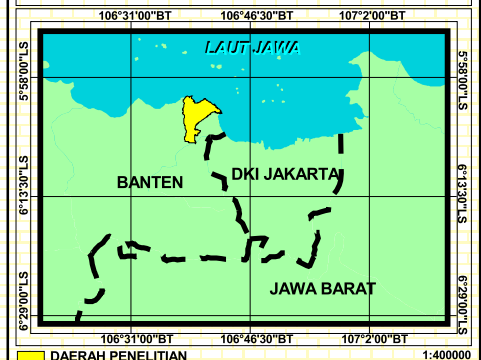 106°31'00"BT 106°46'30"BT 107°2'00"BT
LAUT JAWA
5°58'00"LS 5°58'00"LS
BANTEN DKI JAKARTA
6°13'30"LS 6°13'30"LS
JAWA BARAT
6°29'00"LS 6°29'00"LS
106°31'00"BT 106°46'30"BT 107°2'00"BT
DAERAH PENELITIAN 1:400000